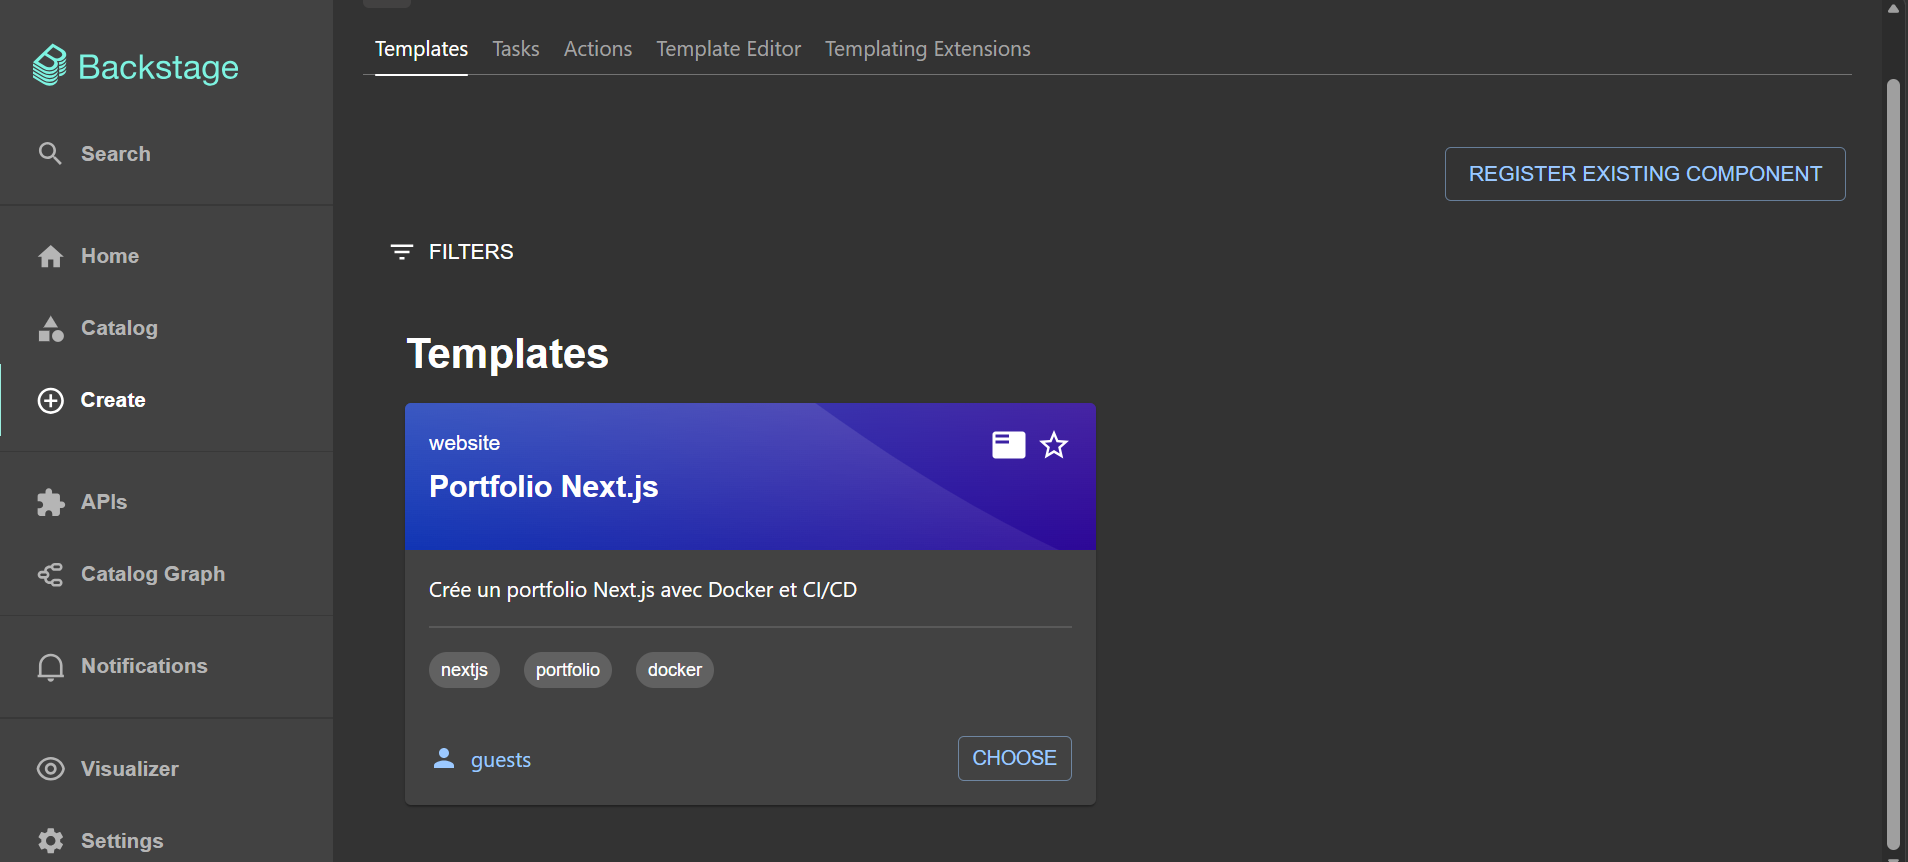 Backstage
Search
Home
Catalog
Create
APIs
Catalog Graph
Notifications
Visualizer
Settings
Templates Tasks Actions Template Editor Templating Extensions
REGISTER EXISTING COMPONENT
FILTERS
Templates
website
Portfolio Next.js
Crée un portfolio Next.js avec Docker et CI/CD
nextjs portfolio docker
guests CHOOSE